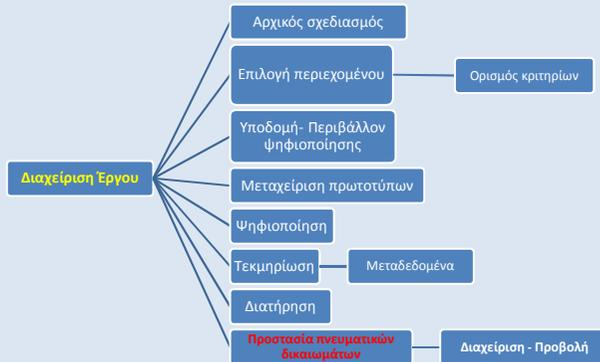 Αρχικός σχεδιασμός
Επιλογή περιεχομένου
Ορισμός κριτηρίων
Υποδομή- Περιβάλλον
ψηφιοποίησης
Διαχείριση Έργου
Μεταχείριση πρωτοτύπων
Ψηφιοποίηση
Τεκμηρίωση
Μεταδεδομένα
Διατήρηση
Προστασία πνευματικών
δικαιωμάτων
Διαχείριση - Προβολή